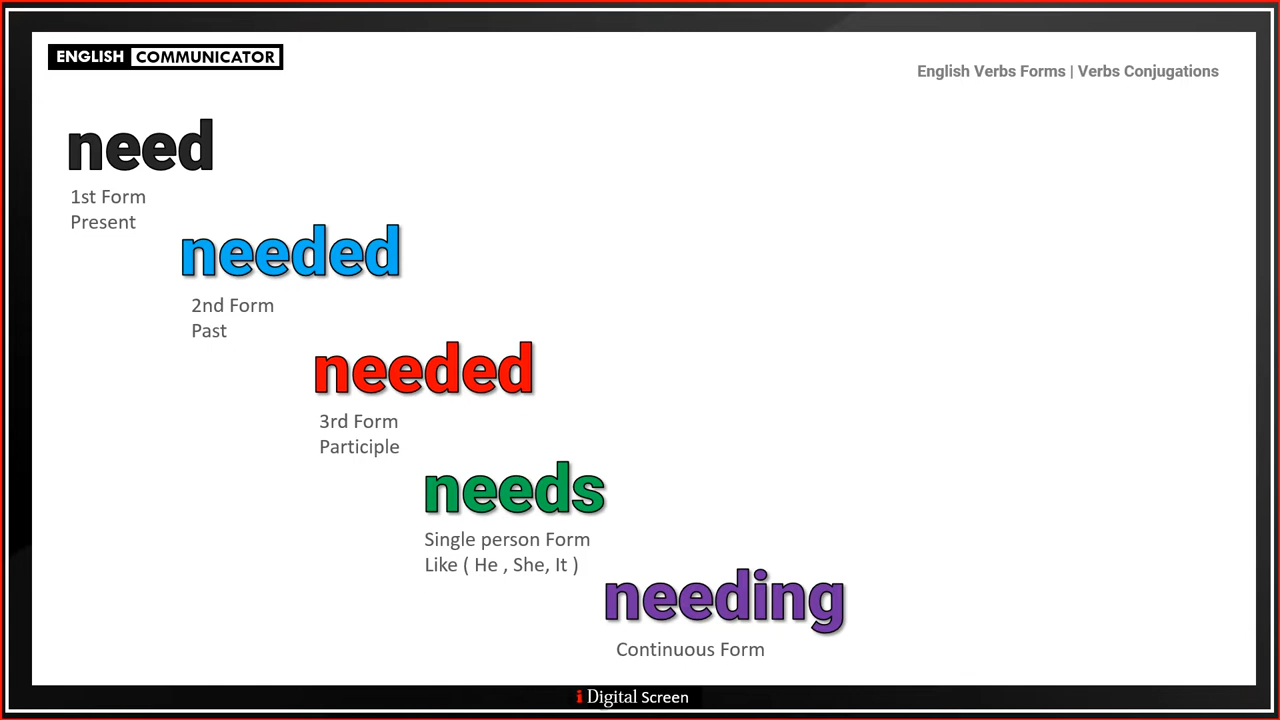 ENGLISH COMMUNICATOR
English Verbs Forms | Verbs Conjugations
need
1st Form
Present
needed
2nd Form
Past
needed
3rd Form
Participle
needs
Single person Form
Like ( He , She, It )
needing
Continuous Form
i Digital Screen